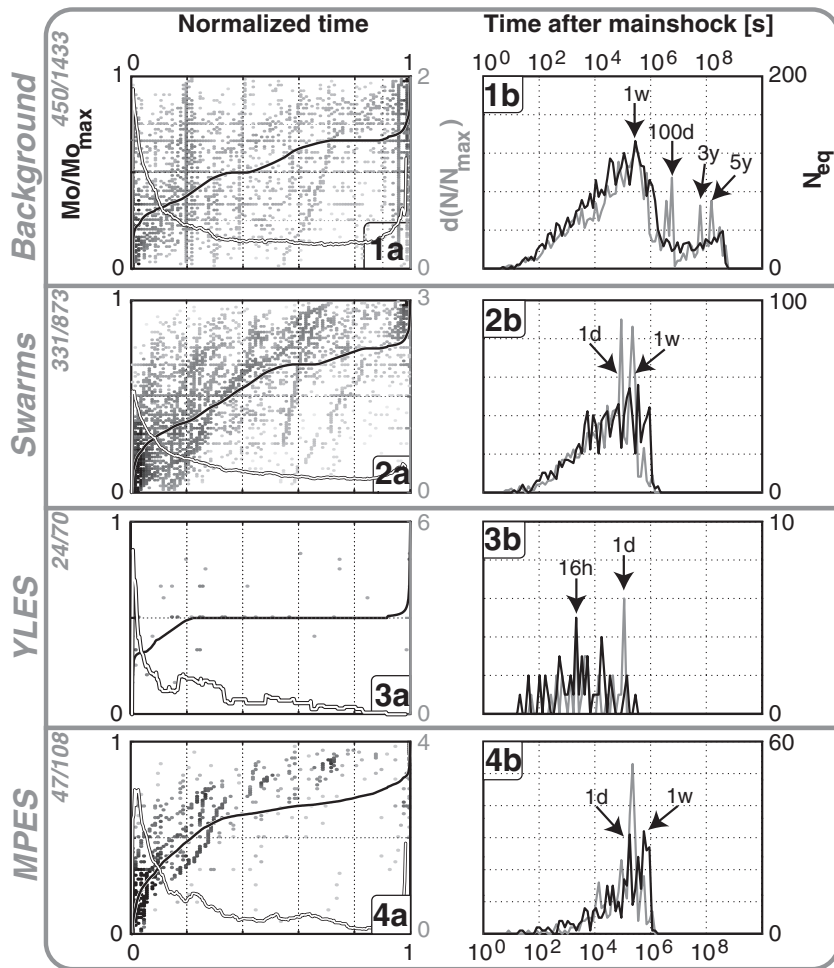 Normalized time
Time after mainshock [s]
0 1
10^0 10^2 10^4 10^6 10^8
Background
450/1433
Mo/Mo_max
1
0
2
0
1a
d(N/N_max)
1b
1w
100d
3y
5y
200
0
N_eq
Swarms
331/873
1
0
3
0
2a
2b
1d
1w
100
0
YLES
24/70
1
0
6
0
3a
3b
16h
1d
10
0
MPES
47/108
1
0
4
0
4a
4b
1d
1w
60
0
0 1
10^0 10^2 10^4 10^6 10^8